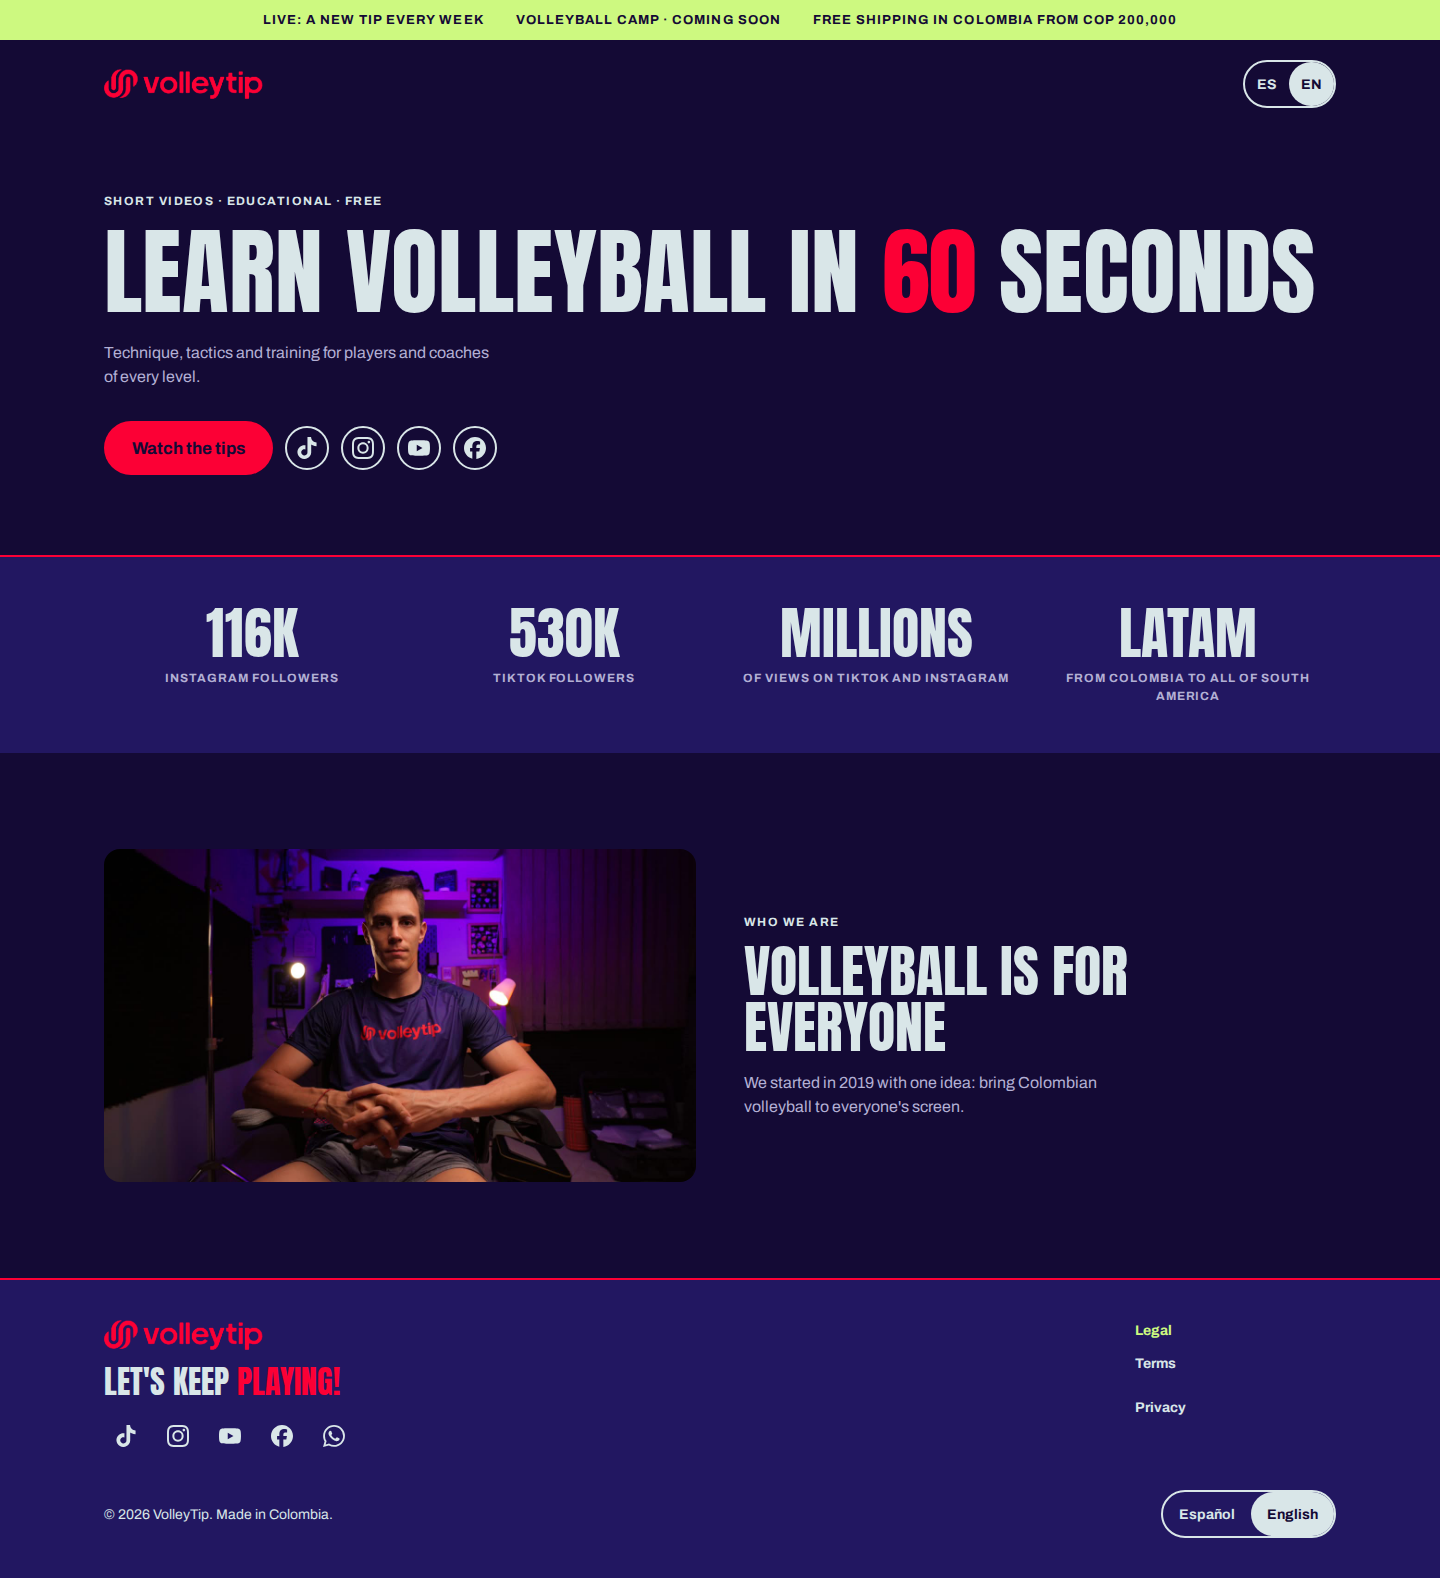 LIVE: A NEW TIP EVERY WEEK VOLLEYBALL CAMP · COMING SOON FREE SHIPPING IN COLOMBIA FROM COP 200,000
volleytip
ES EN
SHORT VIDEOS · EDUCATIONAL · FREE
LEARN VOLLEYBALL IN 60 SECONDS
Technique, tactics and training for players and coaches
of every level.
Watch the tips
116K
INSTAGRAM FOLLOWERS
530K
TIKTOK FOLLOWERS
MILLIONS
OF VIEWS ON TIKTOK AND INSTAGRAM
LATAM
FROM COLOMBIA TO ALL OF SOUTH
AMERICA
volleytip
WHO WE ARE
VOLLEYBALL IS FOR
EVERYONE
We started in 2019 with one idea: bring Colombian
volleyball to everyone's screen.
volleytip
LET'S KEEP PLAYING!
Legal
Terms
Privacy
© 2026 VolleyTip. Made in Colombia.
Español English